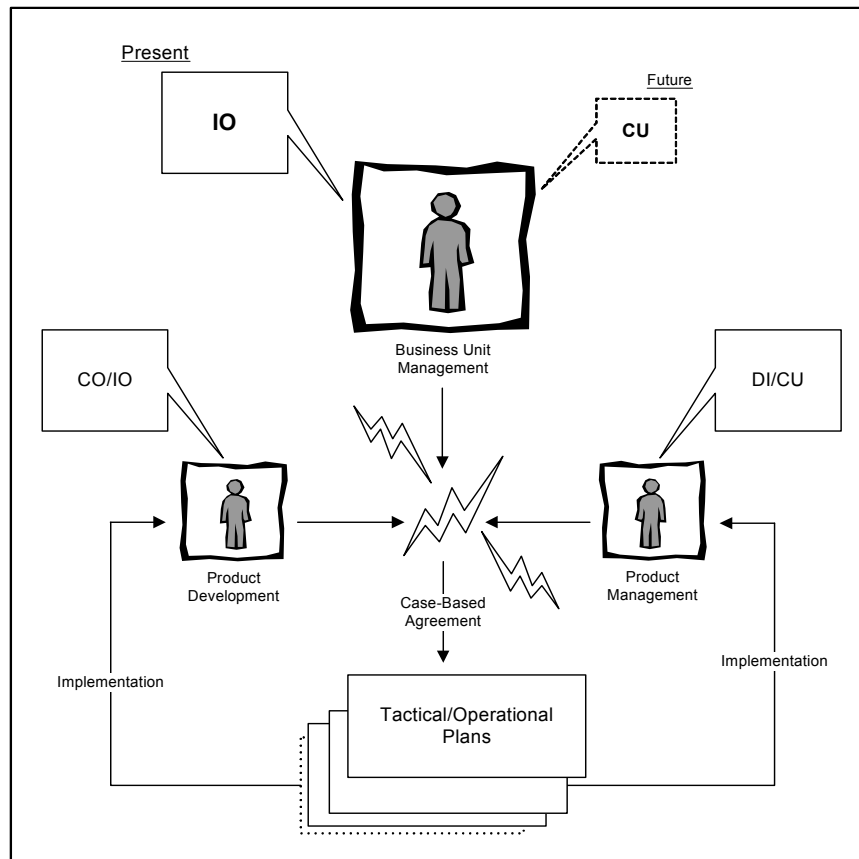 Present
Future
IO
CU
Business Unit
Management
CO/IO
DI/CU
Product
Development
Product
Management
Case-Based
Agreement
Implementation
Implementation
Tactical/Operational
Plans